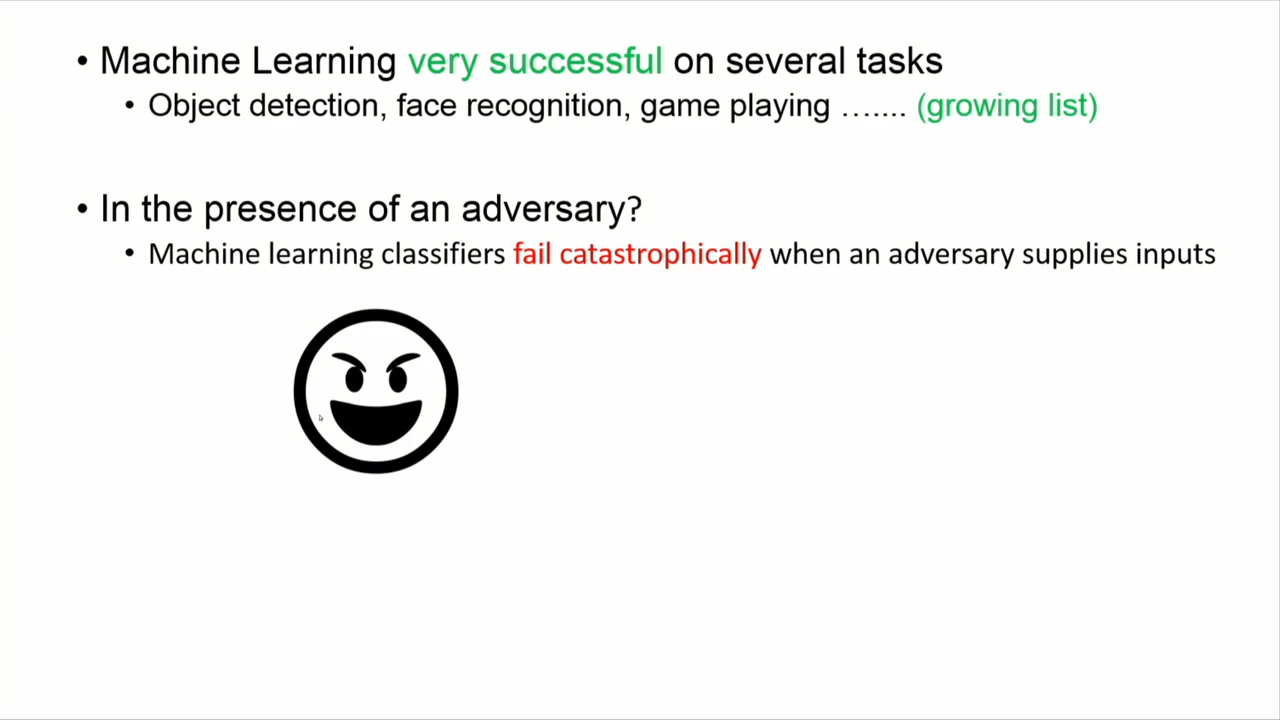 • Machine Learning very successful on several tasks
• Object detection, face recognition, game playing ….... (growing list)
• In the presence of an adversary?
• Machine learning classifiers fail catastrophically when an adversary supplies inputs